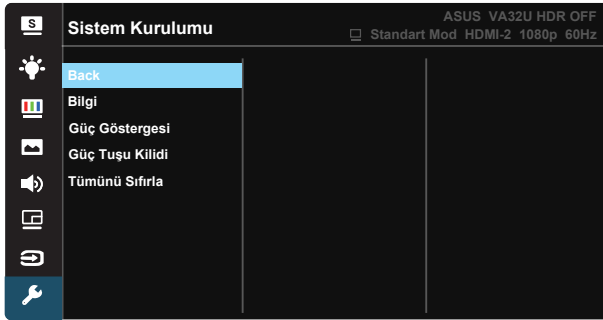 S
Sistem Kurulumu
ASUS VA32U HDR OFF
Standart Mod HDMI-2 1080p 60Hz
Back
Bilgi
Güç Göstergesi
Güç Tuşu Kilidi
Tümünü Sıfırla